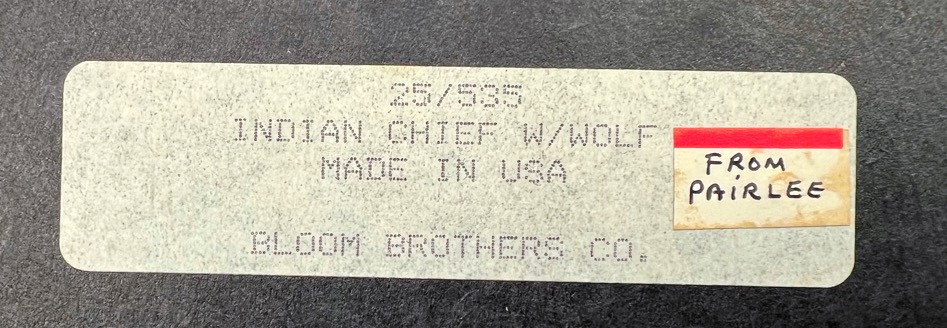 25/535
INDIAN CHIEF W/WOLF
MADE IN USA
BLOOM BROTHERS CO.
FROM
PAIRLEE